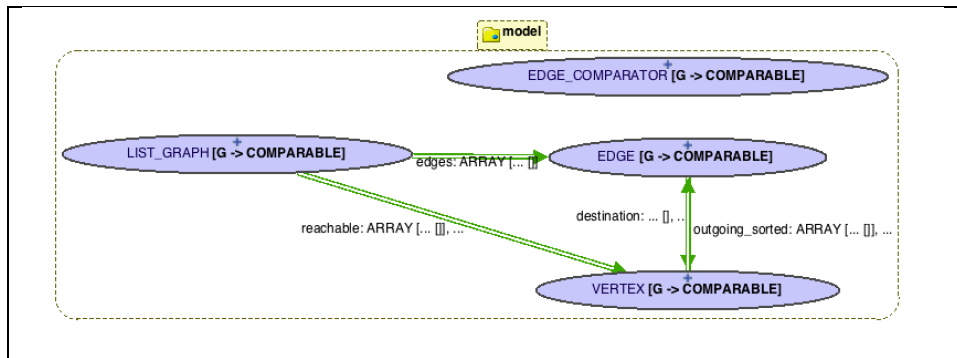 model
EDGE_COMPARATOR [G -> COMPARABLE]
LIST_GRAPH [G -> COMPARABLE]
edges: ARRAY [... []]
EDGE [G -> COMPARABLE]
destination: ... [], ...
reachable: ARRAY [... []], ...
outgoing_sorted: ARRAY [... []], ...
VERTEX [G -> COMPARABLE]